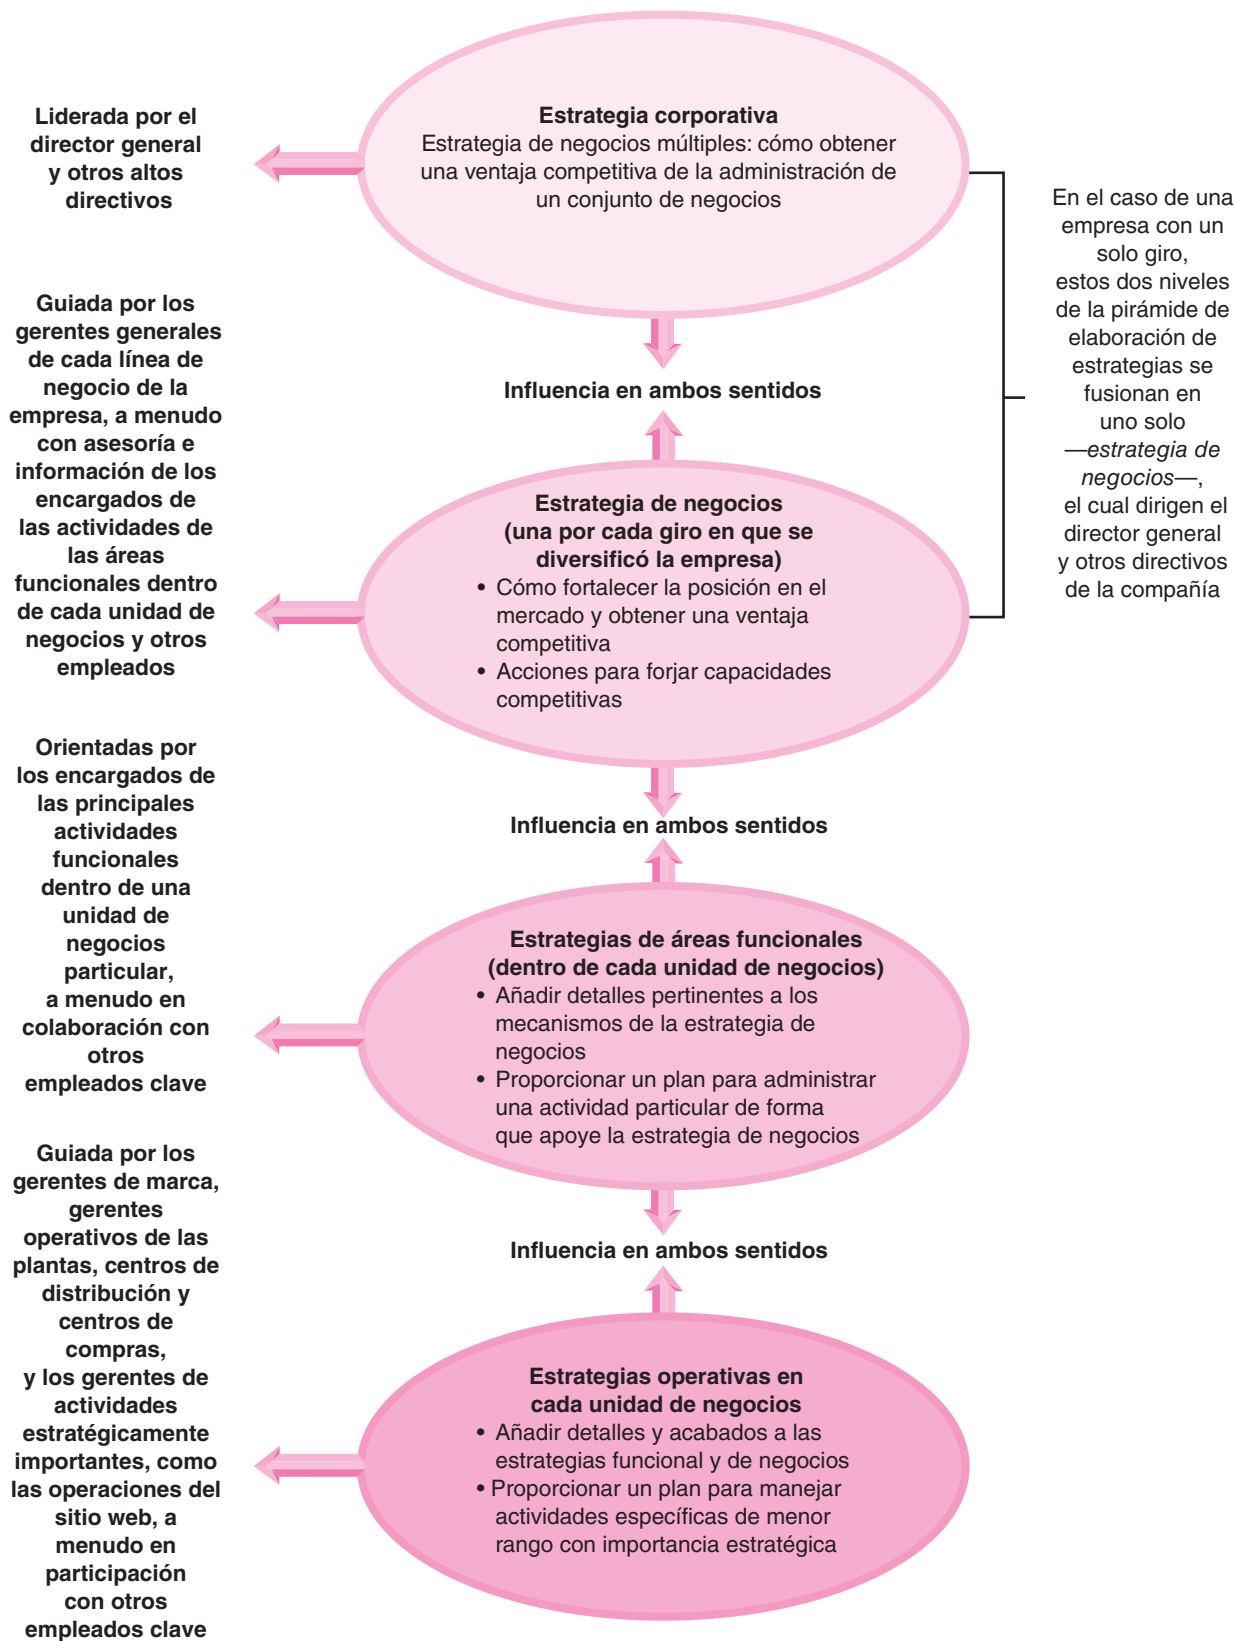 Liderada por el
director general
y otros altos
directivos
Estrategia corporativa
Estrategia de negocios múltiples: cómo obtener
una ventaja competitiva de la administración de
un conjunto de negocios
En el caso de una
empresa con un
solo giro,
estos dos niveles
de la pirámide de
elaboración de
estrategias se
fusionan en
uno solo
—estrategia de
negocios—,
el cual dirigen el
director general
y otros directivos
de la compañía
Influencia en ambos sentidos
Guiada por los
gerentes generales
de cada línea de
negocio de la
empresa, a menudo
con asesoría e
información de los
encargados de
las actividades de
las áreas
funcionales dentro
de cada unidad de
negocios y otros
empleados
Estrategia de negocios
(una por cada giro en que se
diversificó la empresa)
• Cómo fortalecer la posición en el
mercado y obtener una ventaja
competitiva
• Acciones para forjar capacidades
competitivas
Influencia en ambos sentidos
Orientadas por
los encargados de
las principales
actividades
funcionales
dentro de una
unidad de
negocios
particular,
a menudo en
colaboración con
otros
empleados clave
Estrategias de áreas funcionales
(dentro de cada unidad de negocios)
• Añadir detalles pertinentes a los
mecanismos de la estrategia de
negocios
• Proporcionar un plan para administrar
una actividad particular de forma
que apoye la estrategia de negocios
Influencia en ambos sentidos
Guiada por los
gerentes de marca,
gerentes
operativos de las
plantas, centros de
distribución y
centros de
compras,
y los gerentes de
actividades
estratégicamente
importantes, como
las operaciones del
sitio web, a
menudo en
participación
con otros
empleados clave
Estrategias operativas en
cada unidad de negocios
• Añadir detalles y acabados a las
estrategias funcional y de negocios
• Proporcionar un plan para manejar
actividades específicas de menor
rango con importancia estratégica